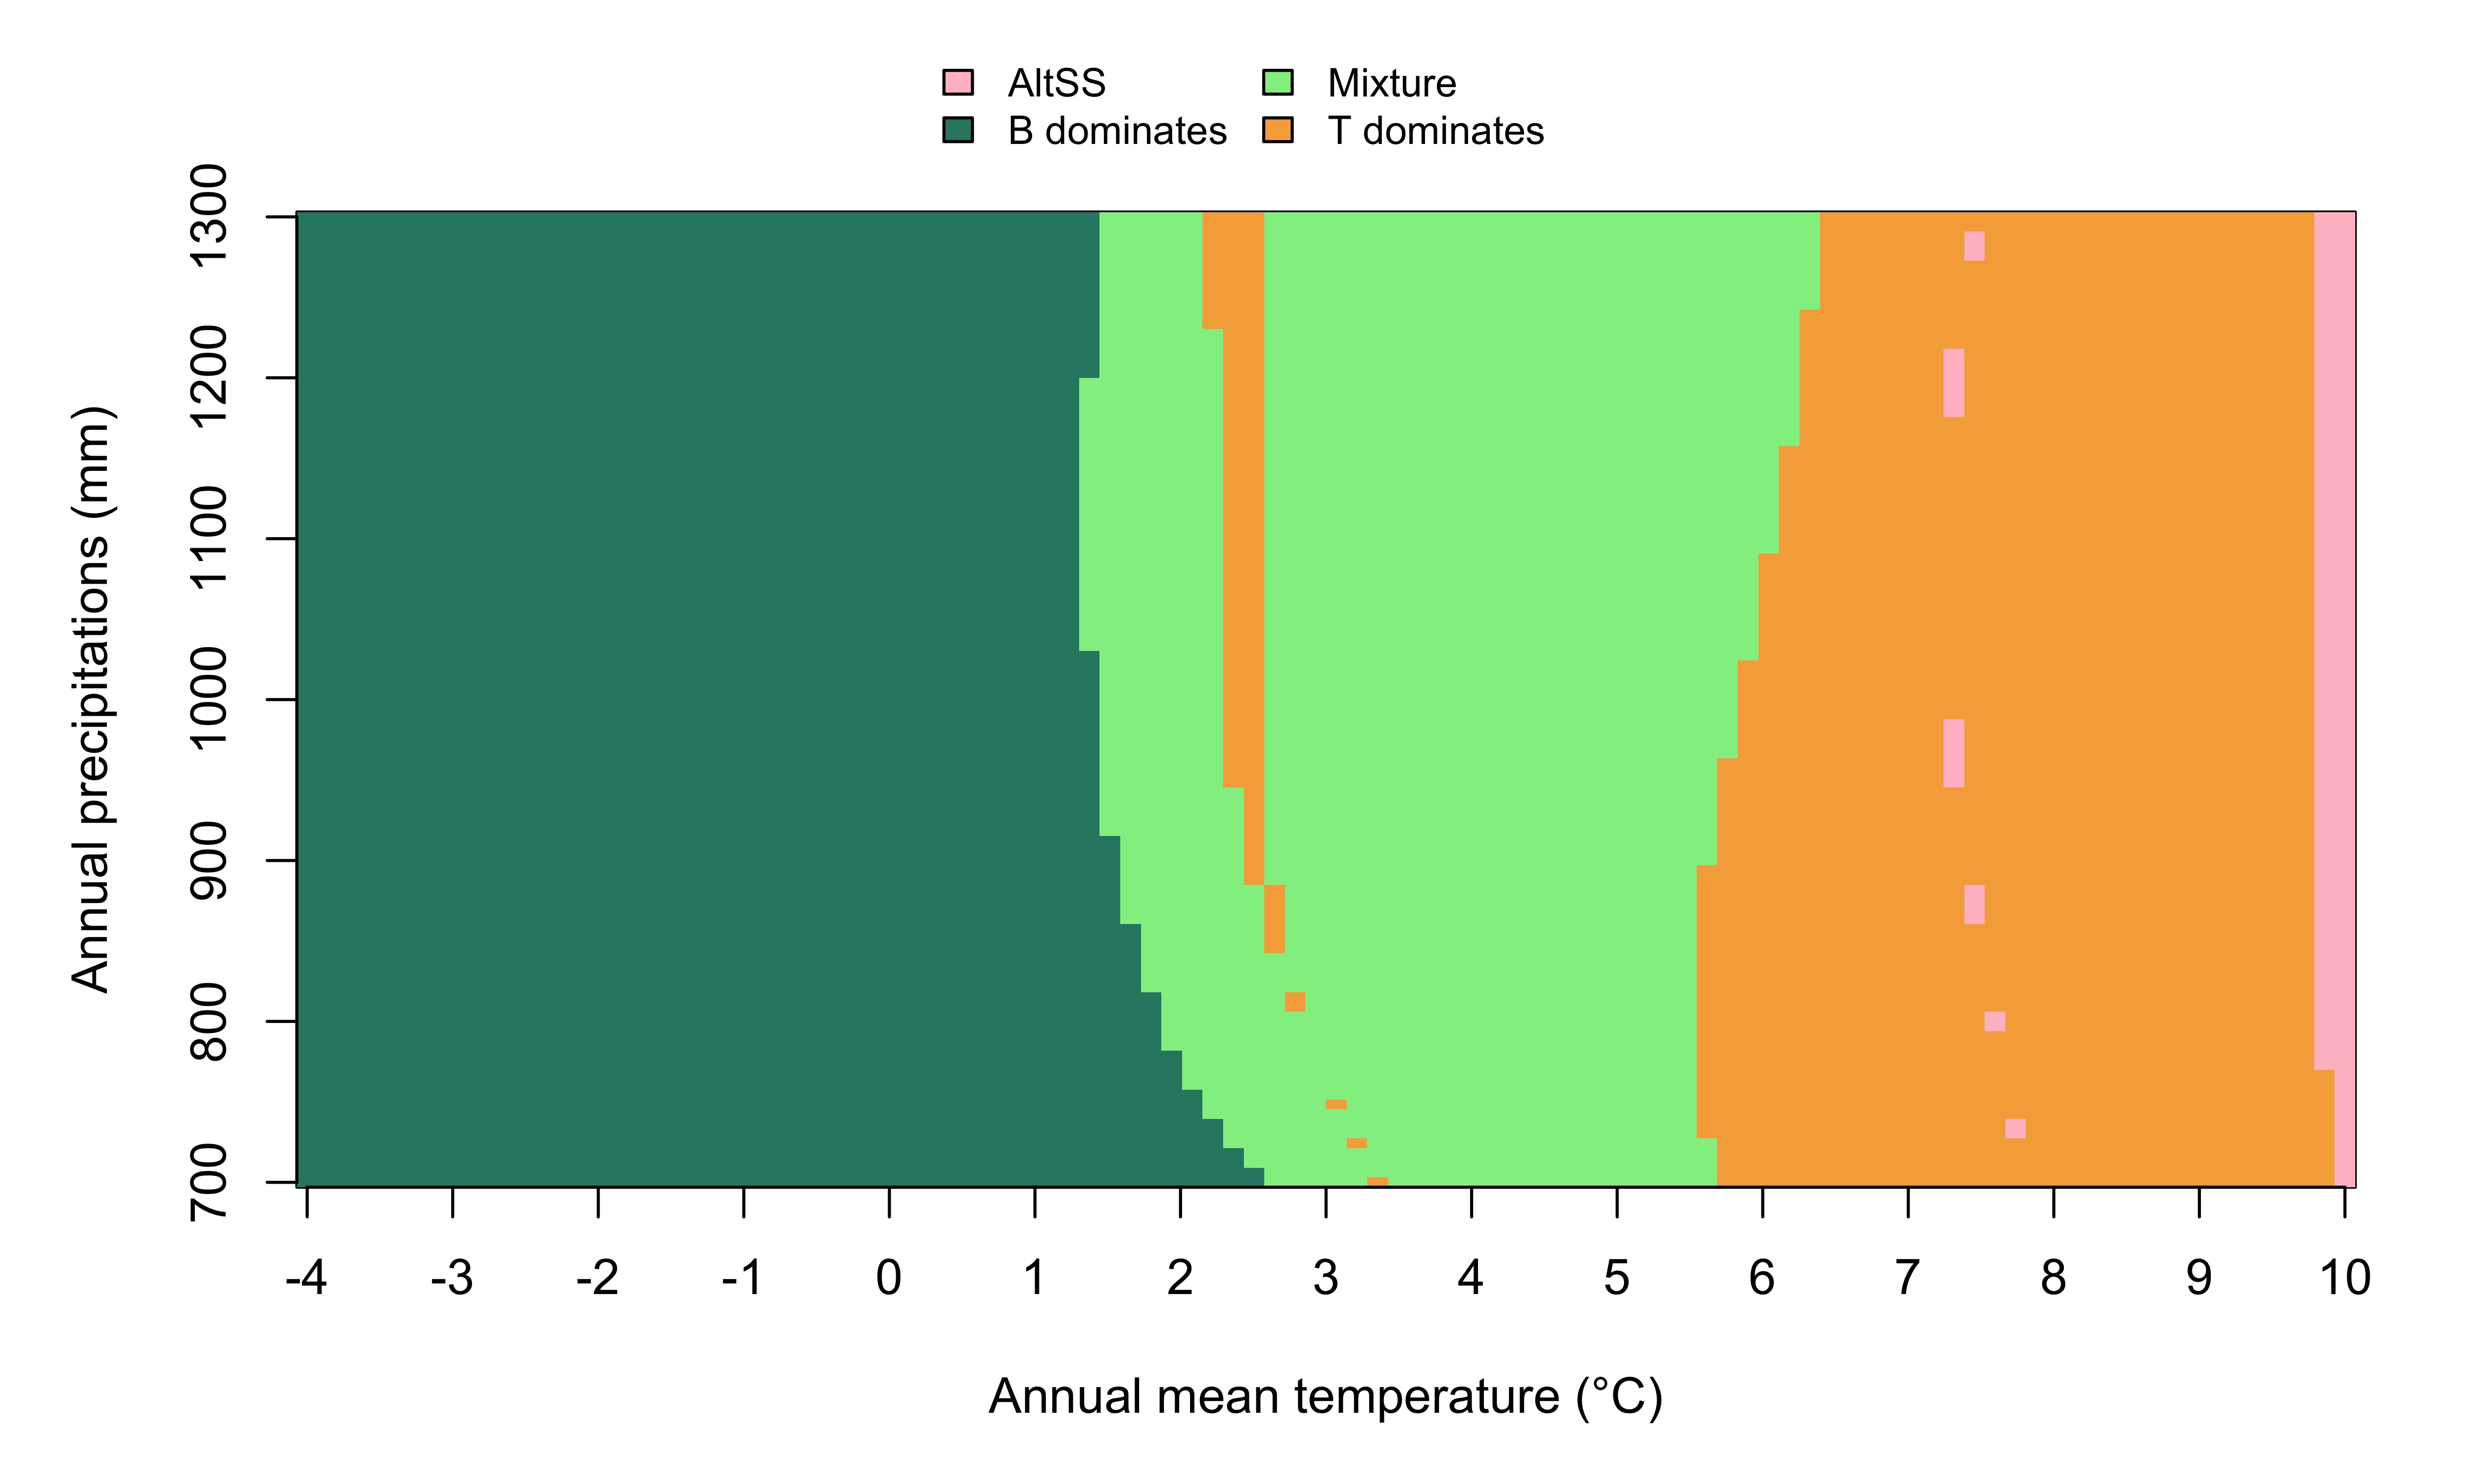 AltSS
Mixture
B dominates
T dominates
Annual precipitations (mm)
1300
1200
1100
1000
900
800
700
-4 -3 -2 -1 0 1 2 3 4 5 6 7 8 9 10
Annual mean temperature (°C)